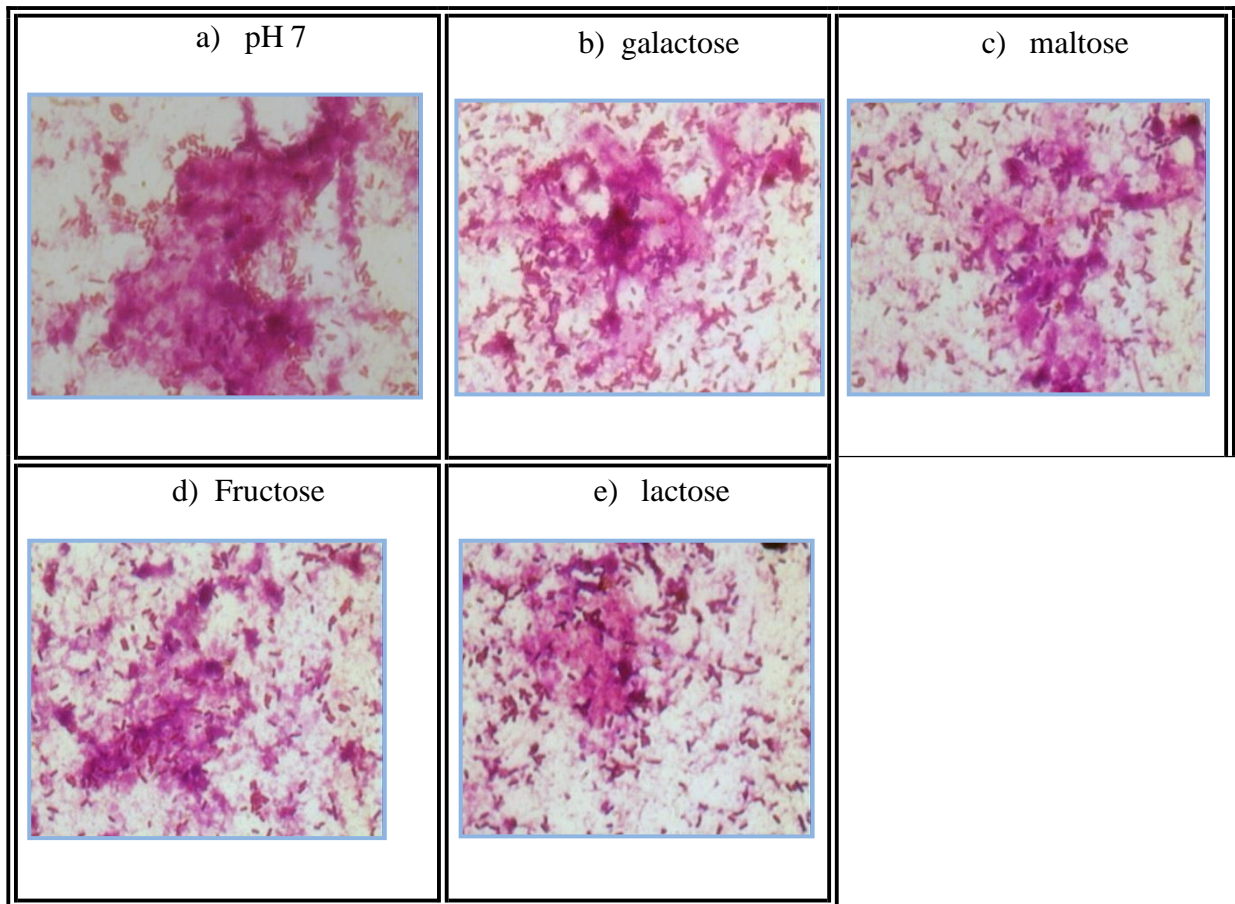 a) pH 7
b) galactose
c) maltose
d) Fructose
e) lactose